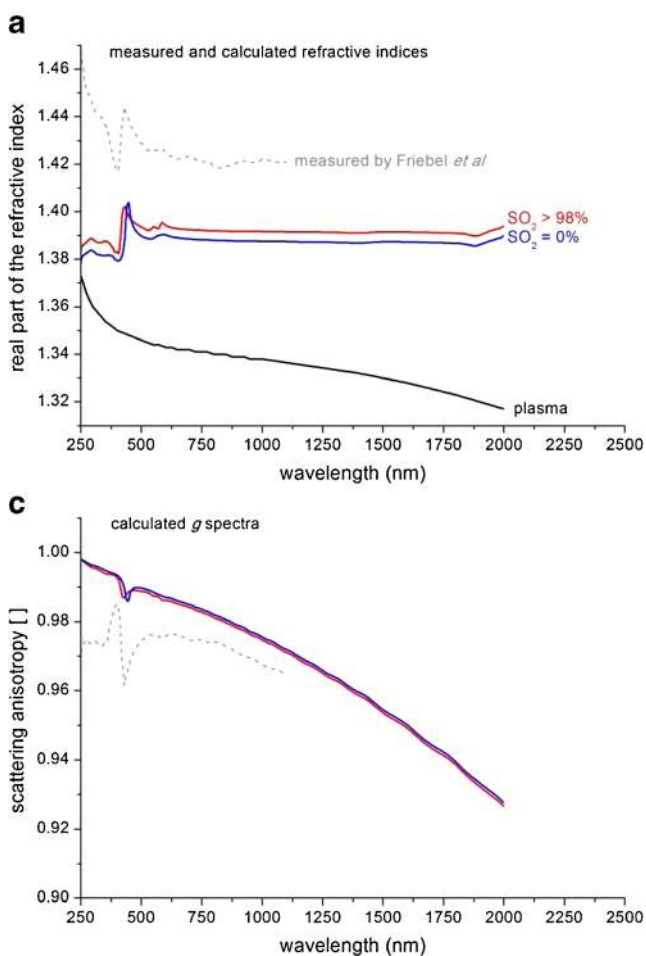 a
measured and calculated refractive indices
1.46
1.44
1.42
1.40
1.38
1.36
1.34
1.32
real part of the refractive index
measured by Friebel et al
SO2 > 98%
SO2 = 0%
plasma
250 500 750 1000 1250 1500 1750 2000 2250 2500
wavelength (nm)
c
calculated g spectra
1.00
0.98
0.96
0.94
0.92
0.90
scattering anisotropy [ ]
250 500 750 1000 1250 1500 1750 2000 2250 2500
wavelength (nm)